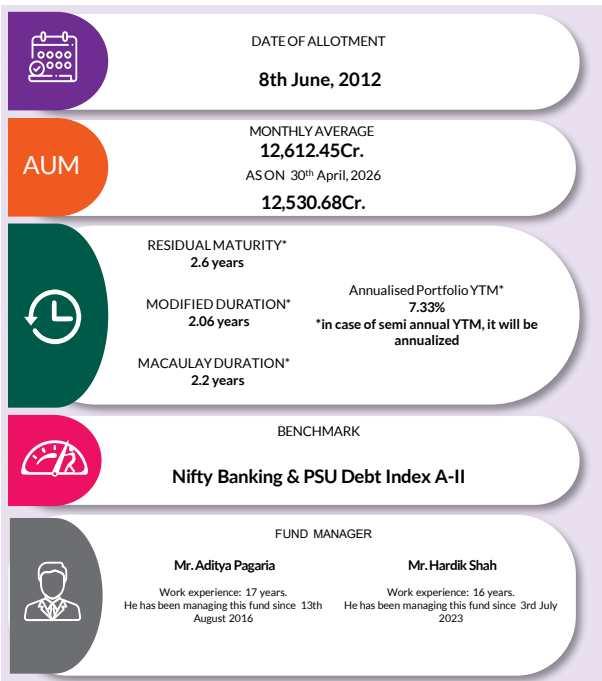 DATE OF ALLOTMENT
8th June, 2012
AUM
MONTHLY AVERAGE
12,612.45Cr.
AS ON 30th April, 2026
12,530.68Cr.
RESIDUAL MATURITY*
2.6 years
MODIFIED DURATION*
2.06 years
MACAULAY DURATION*
2.2 years
Annualised Portfolio YTM*
7.33%
*in case of semi annual YTM, it will be
annualized
BENCHMARK
Nifty Banking & PSU Debt Index A-II
FUND MANAGER
Mr. Aditya Pagaria
Work experience: 17 years.
He has been managing this fund since 13th
August 2016
Mr. Hardik Shah
Work experience: 16 years.
He has been managing this fund since 3rd July
2023